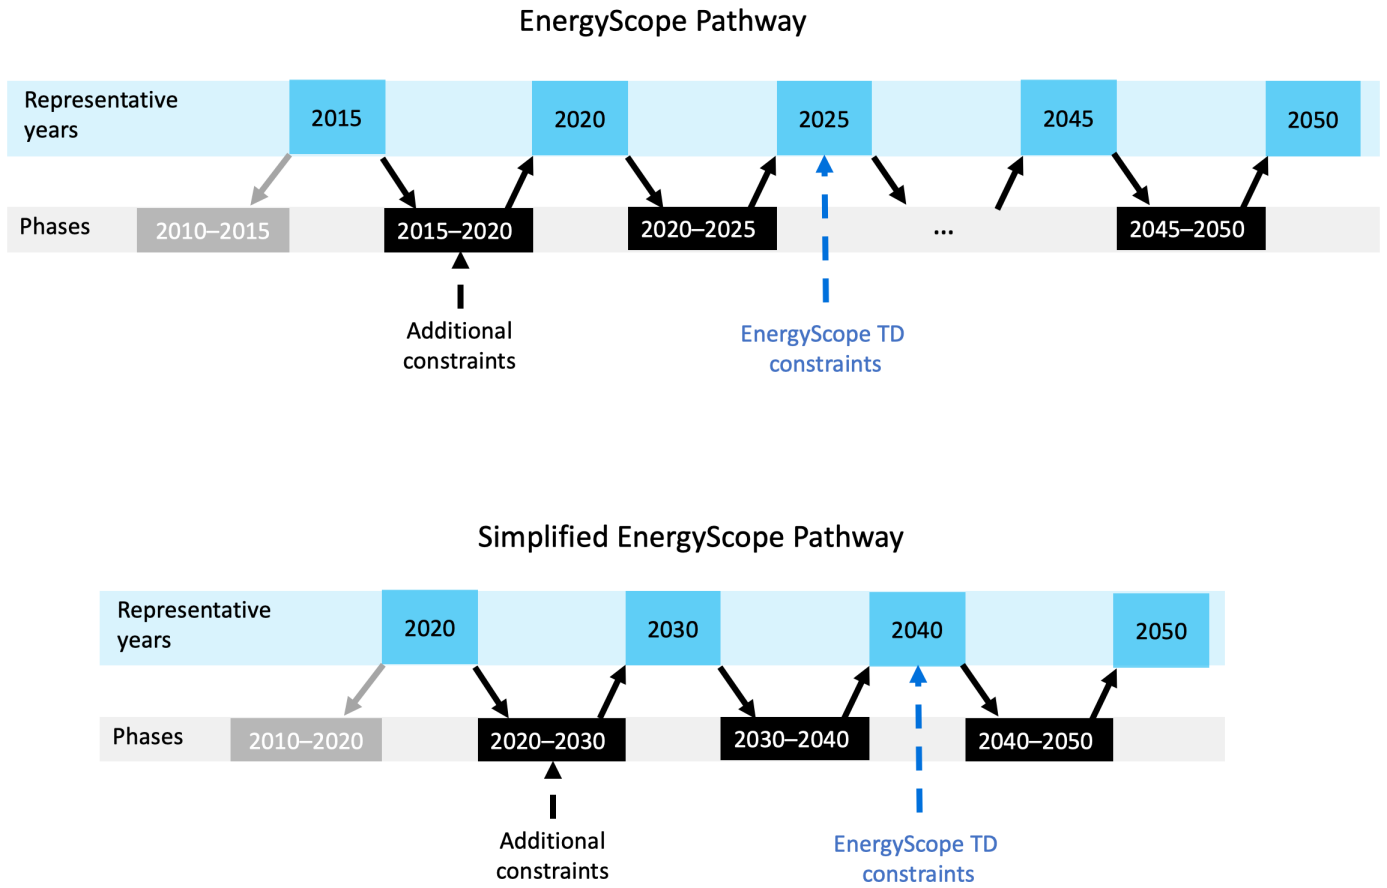 EnergyScope Pathway
Representative
years
2015
2020
2025
2045
2050
Phases
2010–2015
2015–2020
2020–2025
...
2045–2050
Additional
constraints
EnergyScope TD
constraints
Simplified EnergyScope Pathway
Representative
years
2020
2030
2040
2050
Phases
2010–2020
2020–2030
2030–2040
2040–2050
Additional
constraints
EnergyScope TD
constraints